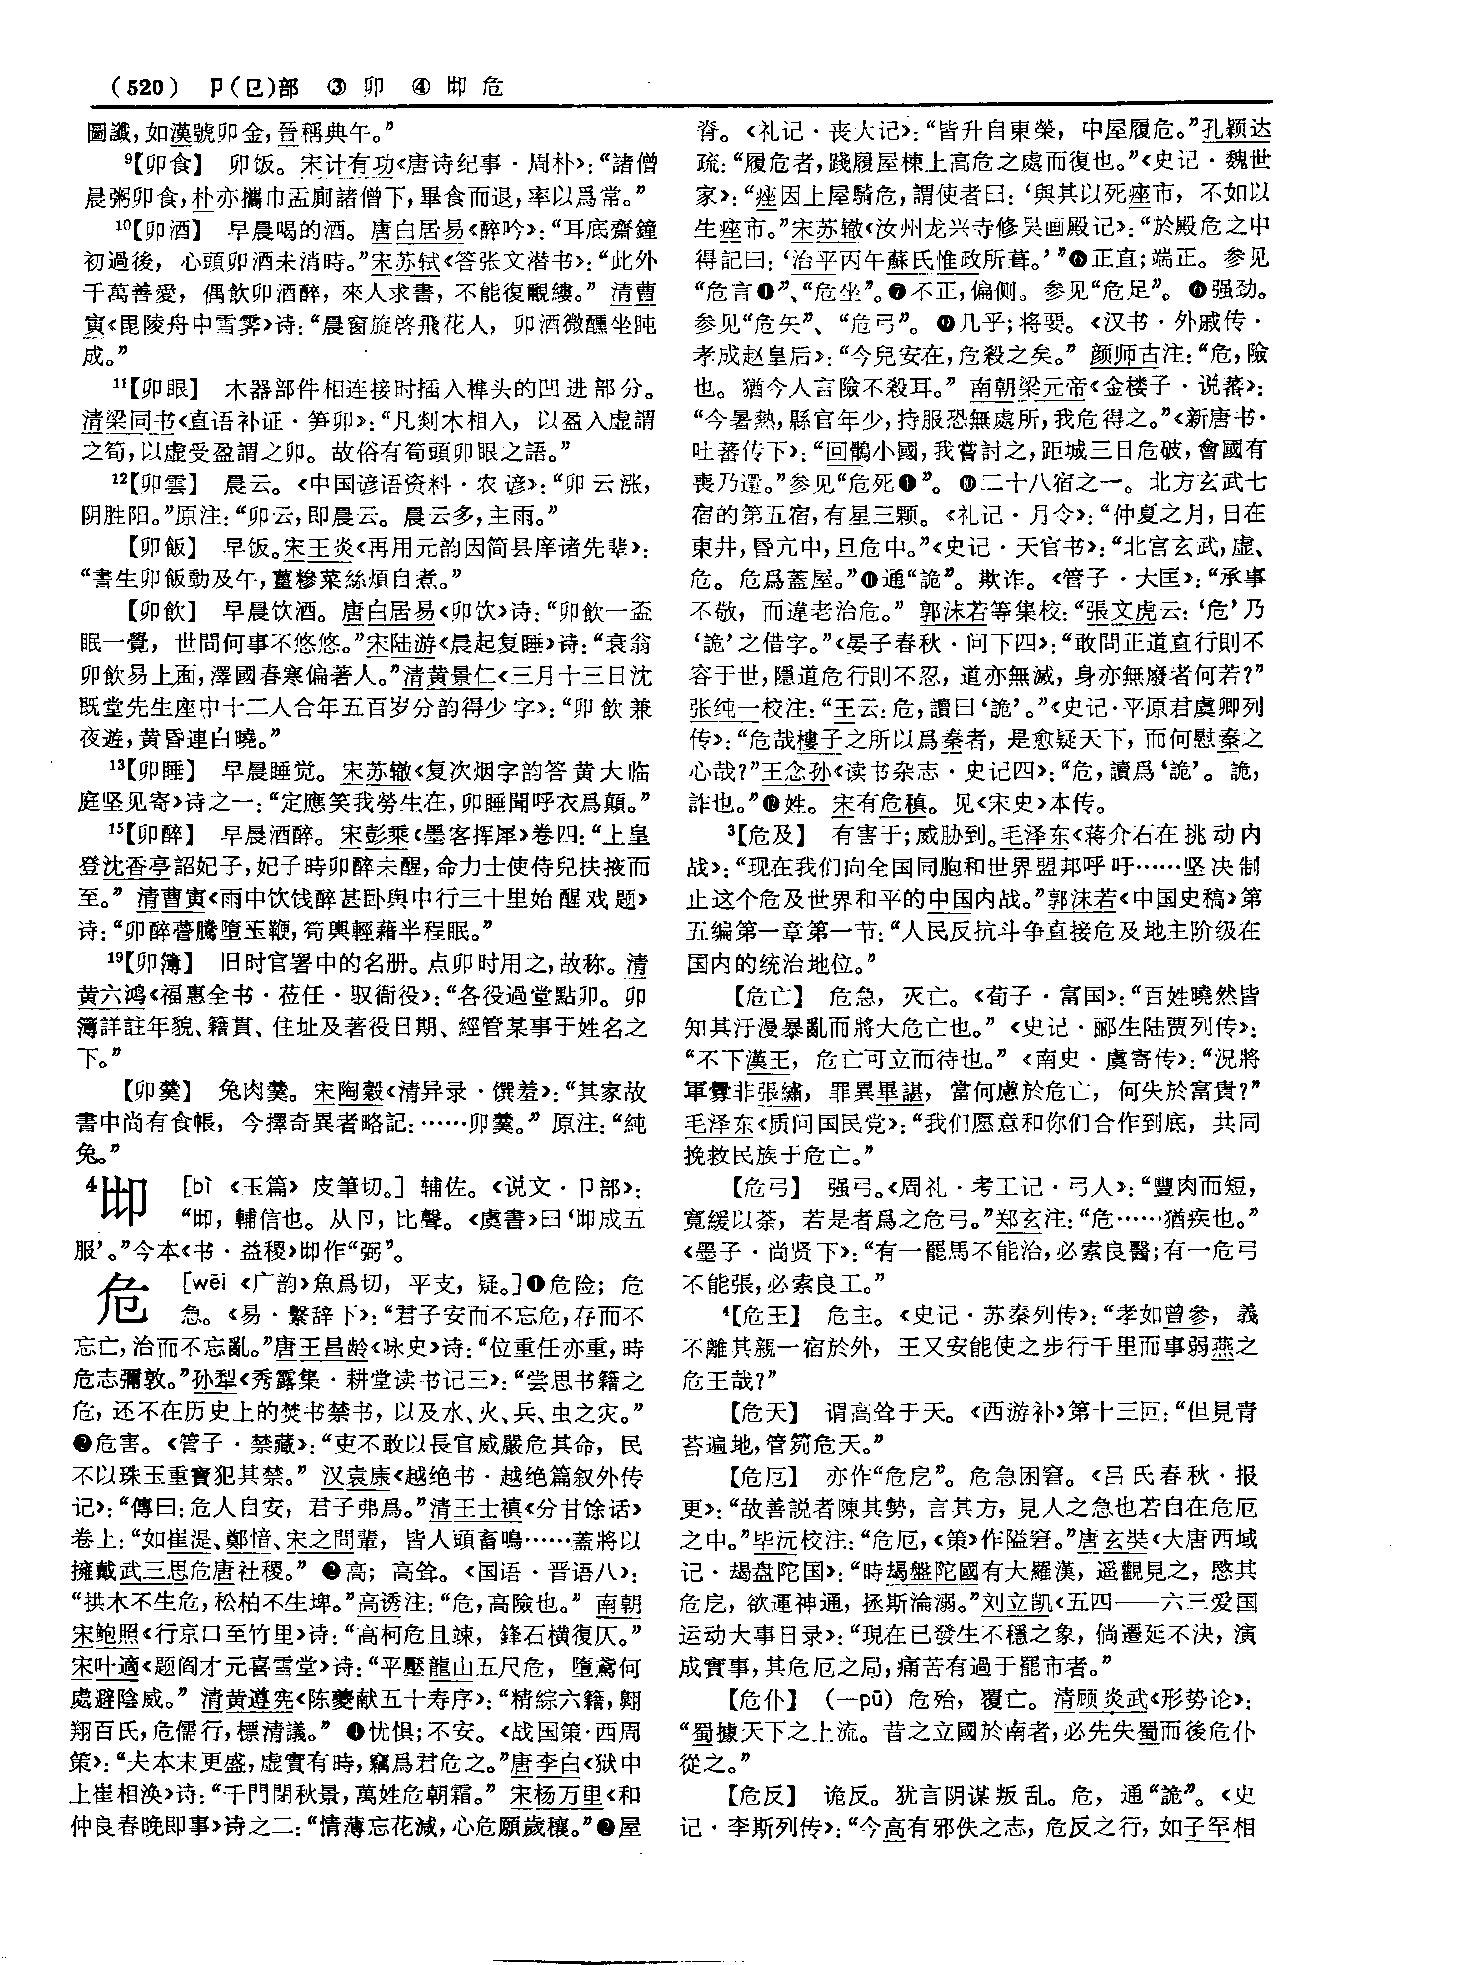 （520） 卩(㔾)部 ③ 卯 ④ 䘏 危
圖讖，如漢號卯金，晉稱典午。”
⁹【卯食】 卯饭。宋计有功《唐诗纪事·周朴》：“諸僧
晨粥卯食，朴亦攜巾盂廁諸僧下，畢食而退，率以爲常。”
¹⁰【卯酒】 早晨喝的酒。唐白居易《醉吟》：“耳底齋鐘
初過後，心頭卯酒未消時。”宋苏轼《答张文潜书》：“此外
千萬善愛，偶飲卯酒醉，來人求書，不能復覼縷。” 清曹
寅《毘陵舟中雪霁》诗：“晨窗旋啓飛花人，卯酒微醺坐盹
成。”
¹¹【卯眼】 木器部件相连接时插入榫头的凹进部分。
清梁同书《直语补证·笋卯》：“凡剡木相入，以盈入虚謂
之筍，以虚受盈謂之卯。故俗有筍頭卯眼之語。”
¹²【卯雲】 晨云。《中国谚语资料·农谚》：“卯云涨，
阴胜阳。”原注：“卯云，即晨云。晨云多，主雨。”
【卯飯】 早饭。宋王炎《再用元韵因简县庠诸先辈》：
“書生卯飯動及午，薑糝菜絲煩自煮。”
【卯飲】 早晨饮酒。唐白居易《卯饮》诗：“卯飲一盃
眠一覺，世間何事不悠悠。”宋陆游《晨起复睡》诗：“衰翁
卯飲易上面，澤國春寒偏著人。”清黄景仁《三月十三日沈
既堂先生座中十二人合年五百岁分韵得少字》：“卯飲兼
夜遊，黄昏連白曉。”
¹³【卯睡】 早晨睡觉。宋苏辙《复次烟字韵答黄大临
庭坚见寄》诗之一：“定應笑我勞生在，卯睡聞呼衣爲顛。”
¹⁵【卯醉】 早晨酒醉。宋彭乘《墨客挥犀》卷四：“上皇
登沈香亭詔妃子，妃子時卯醉未醒，命力士使侍兒扶掖而
至。” 清曹寅《雨中饮饯醉甚卧舆中行三十里始醒戏题》
诗：“卯醉瞢騰墮玉鞭，筍輿輕藉半程眠。”
¹⁹【卯簿】 旧时官署中的名册。点卯时用之，故称。清
黄六鸿《福惠全书·莅任·驭衙役》：“各役過堂點卯。卯
簿詳註年貌、籍貫、住址及著役日期、經管某事于姓名之
下。”
【卯羹】 兔肉羹。宋陶穀《清异录·馔羞》：“其家故
書中尚有食帳，今擇奇異者略記：……卯羹。” 原注：“純
兔。”
⁴ [bì 《玉篇》 皮筆切。] 辅佐。《说文·卩部》：
“，輔信也。从卪，比聲。《虞書》曰‘成五
服’。”今本《书·益稷》作“弼”。
危 [wēi 《广韵》魚爲切，平支，疑。]❶危险；危
急。《易·繫辞下》：“君子安而不忘危，存而不
忘亡，治而不忘亂。”唐王昌龄《咏史》诗：“位重任亦重，時
危志彌敦。”孙犁《秀露集·耕堂读书记三》：“尝思书籍之
危，还不在历史上的焚书禁书，以及水、火、兵、虫之灾。”
❷危害。《管子·禁藏》：“吏不敢以長官威嚴危其命，民
不以珠玉重寶犯其禁。” 汉袁康《越绝书·越绝篇叙外传
记》：“傳曰：危人自安，君子弗爲。”清王士禛《分甘馀话》
卷上：“如崔湜、鄭愔、宋之問輩，皆人頭畜鳴……蓋將以
擁戴武三思危唐社稷。” ❸高；高耸。《国语·晋语八》：
“拱木不生危，松柏不生埤。”高诱注：“危，高險也。” 南朝
宋鲍照《行京口至竹里》诗：“高柯危且竦，鋒石横復仄。”
宋叶適《题阎才元喜雪堂》诗：“平壓龍山五尺危，墮鳶何
處避陰威。” 清黄遵宪《陈夔献五十寿序》：“精綜六籍，翱
翔百氏，危儒行，標清議。” ❹忧惧；不安。《战国策·西周
策》：“夫本末更盛，虚實有時，竊爲君危之。”唐李白《狱中
上崔相涣》诗：“千門閉秋景，萬姓危朝霜。” 宋杨万里《和
仲良春晚即事》诗之二：“情薄忘花減，心危願歲穰。”❺屋
脊。《礼记·丧大记》：“皆升自東榮，中屋履危。”孔颖达
疏：“履危者，踐履屋棟上高危之處而復也。”《史记·魏世
家》：“痤因上屋騎危，謂使者曰：‘與其以死痤市，不如以
生痤市。”宋苏辙《汝州龙兴寺修吴画殿记》：“於殿危之中
得記曰：‘治平丙午蘇氏惟政所葺。’”❻正直；端正。参见
“危言❶”、“危坐”。❼不正，偏侧。参见“危足”。 ❽强劲。
参见“危矢”、“危弓”。 ❾几乎；将要。《汉书·外戚传·
孝成赵皇后》：“今兒安在，危殺之矣。” 颜师古注：“危，險
也。猶今人言險不殺耳。” 南朝梁元帝《金楼子·说蕃》：
“今暑熱，縣官年少，持服恐無處所，我危得之。”《新唐书·
吐蕃传下》：“回鶻小國，我嘗討之，距城三日危破，會國有
喪乃還。”参见“危死❶”。 ❿二十八宿之一。北方玄武七
宿的第五宿，有星三颗。《礼记·月令》：“仲夏之月，日在
東井，昏亢中，旦危中。”《史记·天官书》：“北宫玄武，虚、
危。危爲蓋屋。”⓫通“詭”。欺诈。《管子·大匡》：“承事
不敬，而違老治危。” 郭沫若等集校：“張文虎云：‘危’乃
‘詭’之借字。”《晏子春秋·问下四》：“敢問正道直行則不
容于世，隱道危行則不忍，道亦無滅，身亦無廢者何若？”
张纯一校注：“王云：危，讀曰‘詭’。”《史记·平原君虞卿列
传》：“危哉樓子之所以爲秦者，是愈疑天下，而何慰秦之
心哉？”王念孙《读书杂志·史记四》：“危，讀爲‘詭’。詭，
詐也。”⓬姓。宋有危稹。见《宋史》本传。
³【危及】 有害于；威胁到。毛泽东《蒋介石在挑动内
战》：“现在我们向全国同胞和世界盟邦呼吁……坚决制
止这个危及世界和平的中国内战。”郭沫若《中国史稿》第
五编第一章第一节：“人民反抗斗争直接危及地主阶级在
国内的统治地位。”
【危亡】 危急，灭亡。《荀子·富国》：“百姓曉然皆
知其汙漫暴亂而將大危亡也。” 《史记·郦生陆贾列传》：
“不下漢王，危亡可立而待也。” 《南史·虞寄传》：“況將
軍釁非張繡，罪異畢諶，當何慮於危亡，何失於富貴？”
毛泽东《质问国民党》：“我们愿意和你们合作到底，共同
挽救民族于危亡。”
【危弓】 强弓。《周礼·考工记·弓人》：“豐肉而短，
寬緩以荼，若是者爲之危弓。”郑玄注：“危……猶疾也。”
《墨子·尚贤下》：“有一罷馬不能治，必索良醫；有一危弓
不能張，必索良工。”
⁴【危王】 危主。《史记·苏秦列传》：“孝如曾參，義
不離其親一宿於外，王又安能使之步行千里而事弱燕之
危王哉？”
【危天】 谓高耸于天。《西游补》第十三回：“但見青
苔遍地，管笏危天。”
【危厄】 亦作“危戹”。危急困窘。《吕氏春秋·报
更》：“故善説者陳其勢，言其方，見人之急也若自在危厄
之中。”毕沅校注：“危厄，《策》作隘窘。”唐玄奘《大唐西域
记·朅盘陀国》：“時朅盤陀國有大羅漢，遥觀見之，愍其
危戹，欲運神通，拯斯淪溺。”刘立凯《五四——六三爱国
运动大事日录》：“現在已發生不穩之象，倘遷延不決，演
成實事，其危厄之局，痛苦有過于罷市者。”
【危仆】 （－pū）危殆，覆亡。清顾炎武《形势论》：
“蜀據天下之上流。昔之立國於南者，必先失蜀而後危仆
從之。”
【危反】 诡反。犹言阴谋叛乱。危，通“詭”。《史
记·李斯列传》：“今高有邪佚之志，危反之行，如子罕相